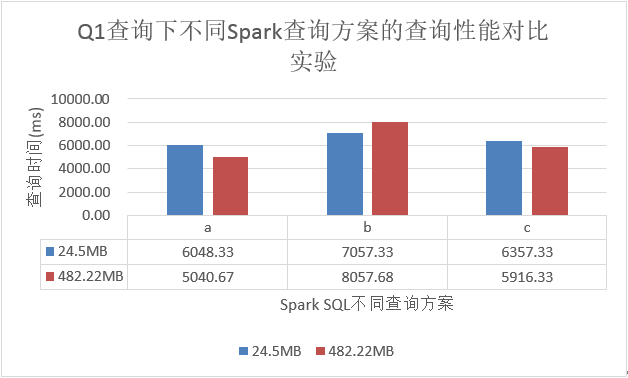 Q1查询下不同Spark查询方案的查询性能对比
实验
10000.00
8000.00
6000.00
4000.00
2000.00
0.00
查询时间(ms)
a b c
24.5MB 6048.33 7057.33 6357.33
482.22MB 5040.67 8057.68 5916.33
Spark SQL不同查询方案
24.5MB 482.22MB